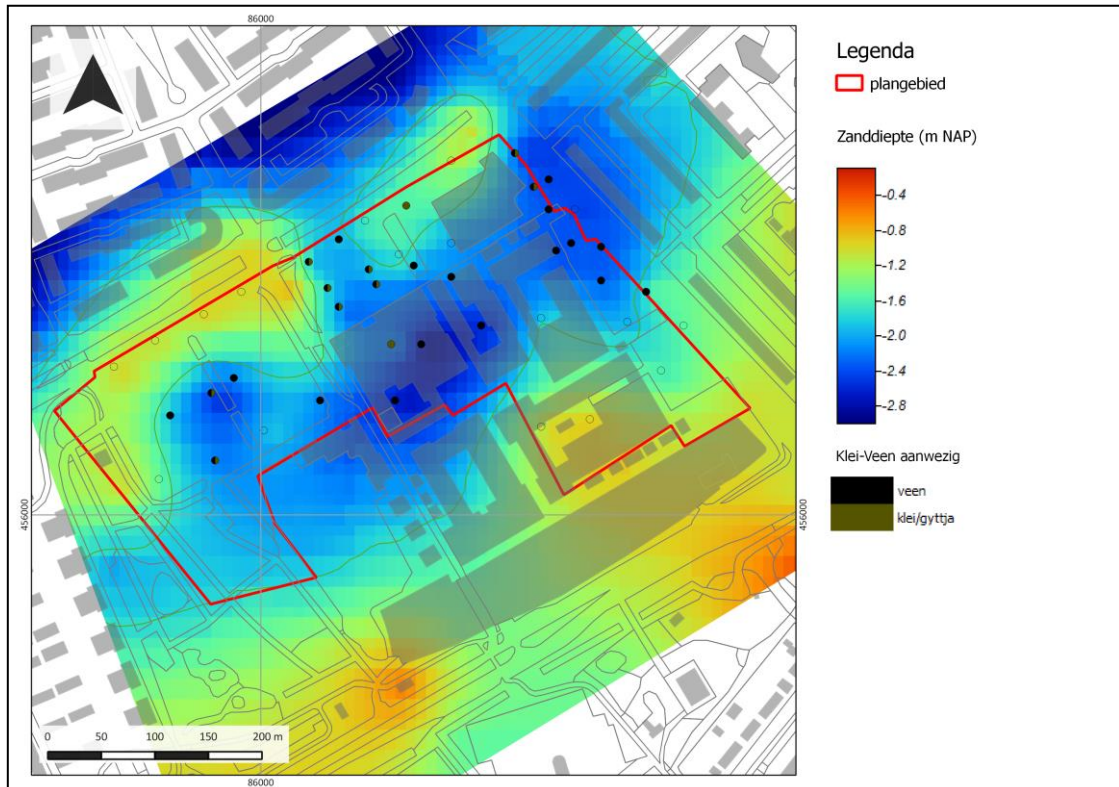 86000
Legenda
plangebied
Zanddiepte (m NAP)
-0.4
-0.8
-1.2
-1.6
-2.0
-2.4
-2.8
Klei-Veen aanwezig
veen
klei/gyttja
456000
456000
0 50 100 150 200 m
86000